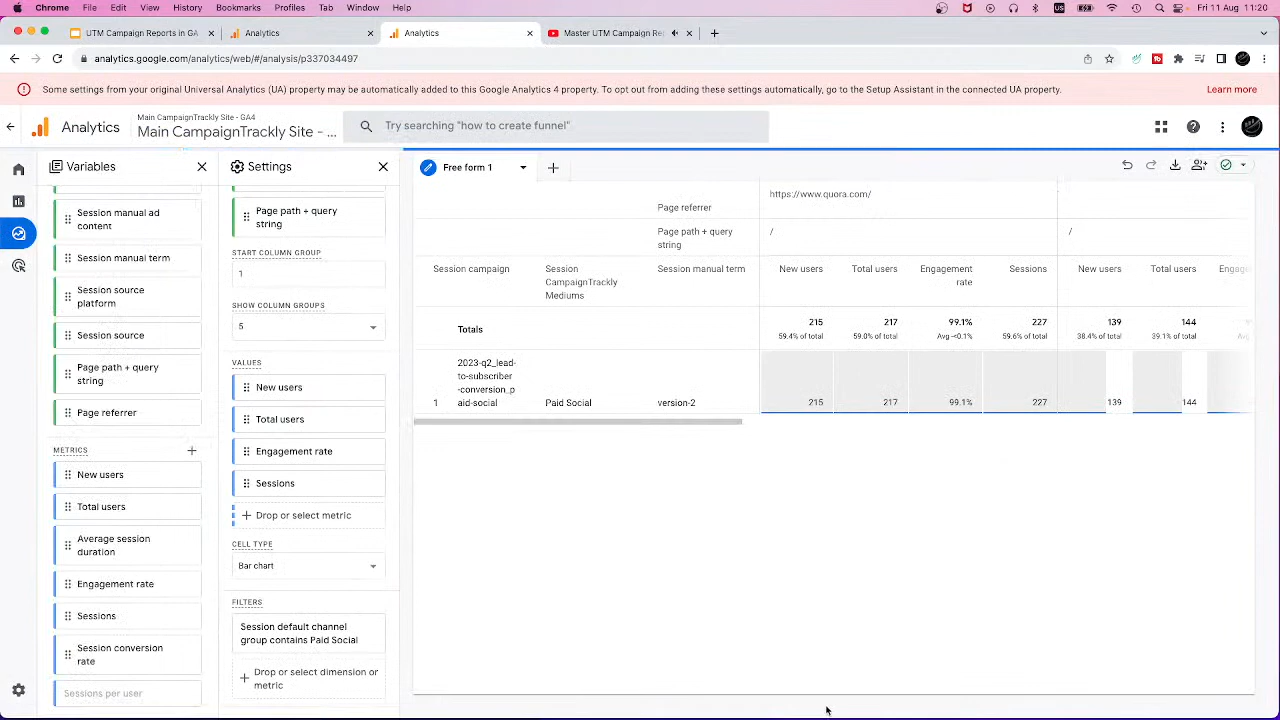 Chrome File Edit View History Bookmarks Profiles Tab Window Help
US
Fri 11 Aug 11:20
UTM Campaign Reports in GA
Analytics
Analytics
Master UTM Campaign Re
analytics.google.com/analytics/web/#/analysis/p337034497
Some settings from your original Universal Analytics (UA) property may be automatically added to this Google Analytics 4 property. To opt out from adding these settings automatically, go to the Setup Assistant in the connected UA property.
Learn more
Analytics
Main CampaignTrackly Site - GA4
Main CampaignTrackly Site - ...
Try searching "how to create funnel"
Variables
Session manual ad
content
Session manual term
Session source
platform
Session source
Page path + query
string
Page referrer
METRICS
New users
Total users
Average session
duration
Engagement rate
Sessions
Session conversion
rate
Sessions per user
Settings
Page path + query
string
START COLUMN GROUP
1
SHOW COLUMN GROUPS
5
VALUES
New users
Total users
Engagement rate
Sessions
Drop or select metric
CELL TYPE
Bar chart
FILTERS
Session default channel
group contains Paid Social
Drop or select dimension or
metric
Free form 1
https://www.quora.com/
Page referrer
Page path + query
string
/
/
Session campaign
Session
CampaignTrackly
Mediums
Session manual term
New users
Total users
Engagement
rate
Sessions
New users
Total users
Totals
215
59.4% of total
217
59.0% of total
99.1%
Avg +0.1%
227
59.6% of total
139
38.4% of total
144
39.1% of total
1
2023-q2_lead-
to-subscriber
-conversion_p
aid-social
Paid Social
version-2
215
217
99.1%
227
139
144